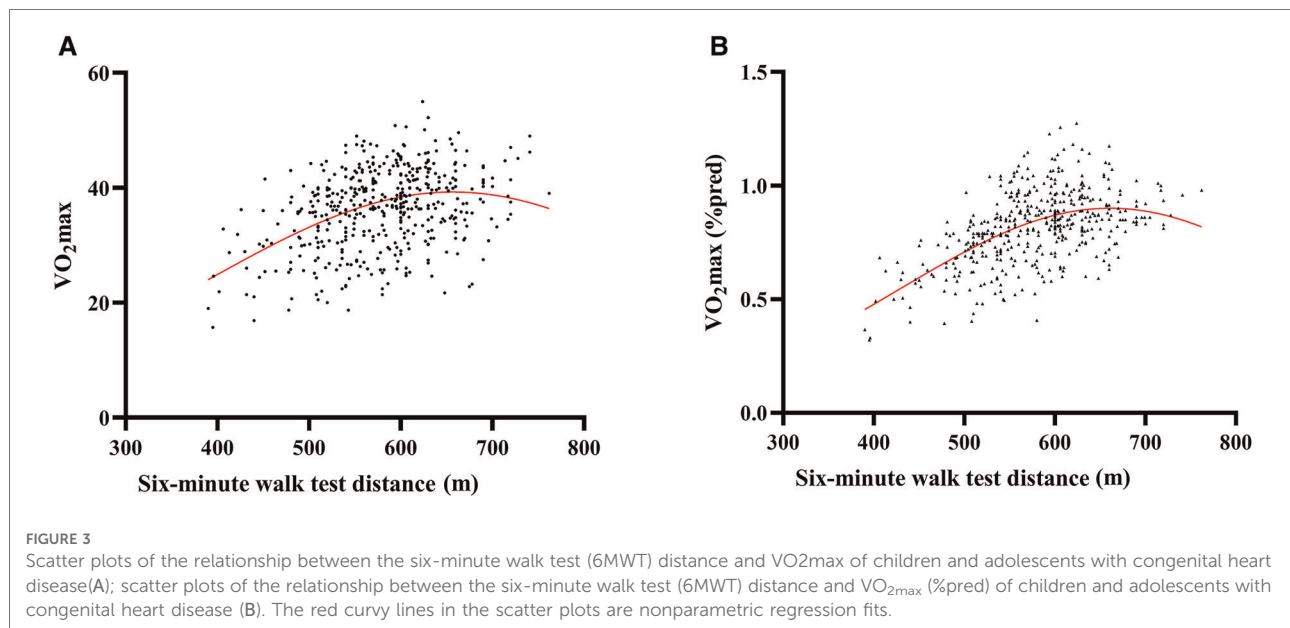 A
60
40
20
0
VO₂max
300 400 500 600 700 800
Six-minute walk test distance (m)
B
1.5
1.0
0.5
0.0
VO₂max (%pred)
300 400 500 600 700 800
Six-minute walk test distance (m)
FIGURE 3
Scatter plots of the relationship between the six-minute walk test (6MWT) distance and VO2max of children and adolescents with congenital heart
disease(A); scatter plots of the relationship between the six-minute walk test (6MWT) distance and VO₂max (%pred) of children and adolescents with
congenital heart disease (B). The red curvy lines in the scatter plots are nonparametric regression fits.